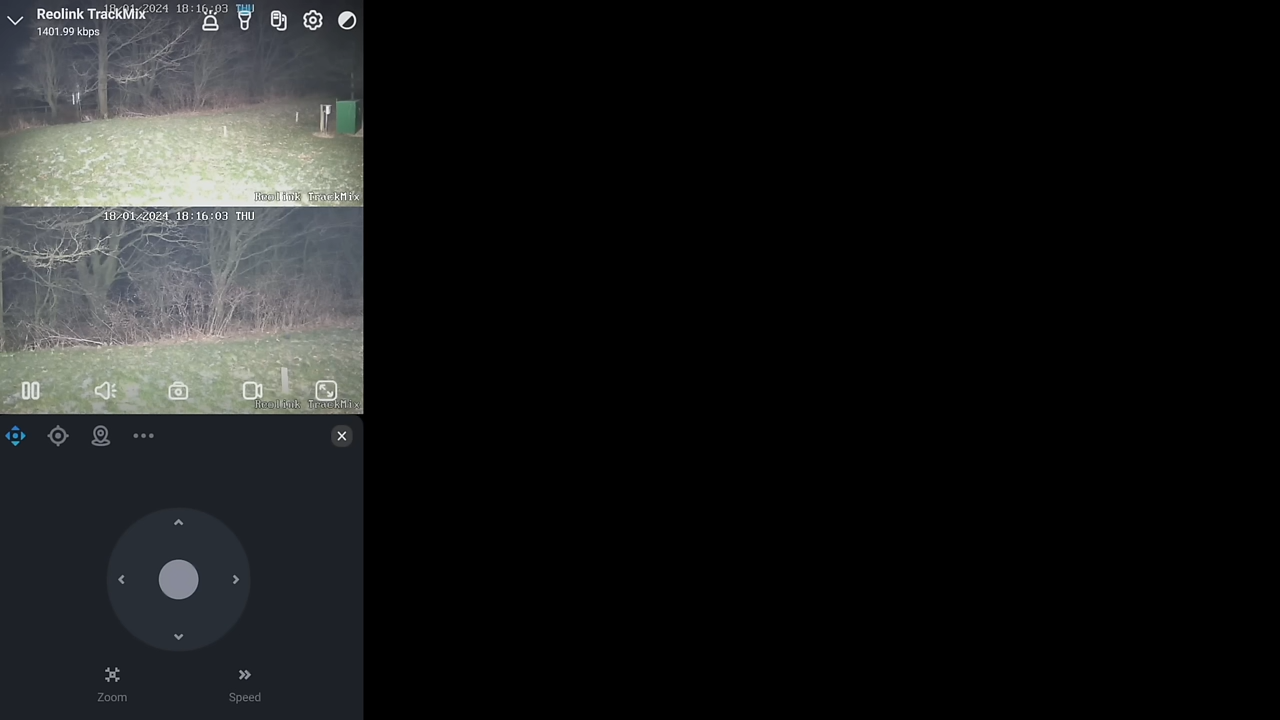 18/01/2024 18:16:03 THU
Reolink TrackMix
1401.99 kbps
Reolink TrackMix
18/01/2024 18:16:03 THU
Reolink TrackMix
Zoom
Speed